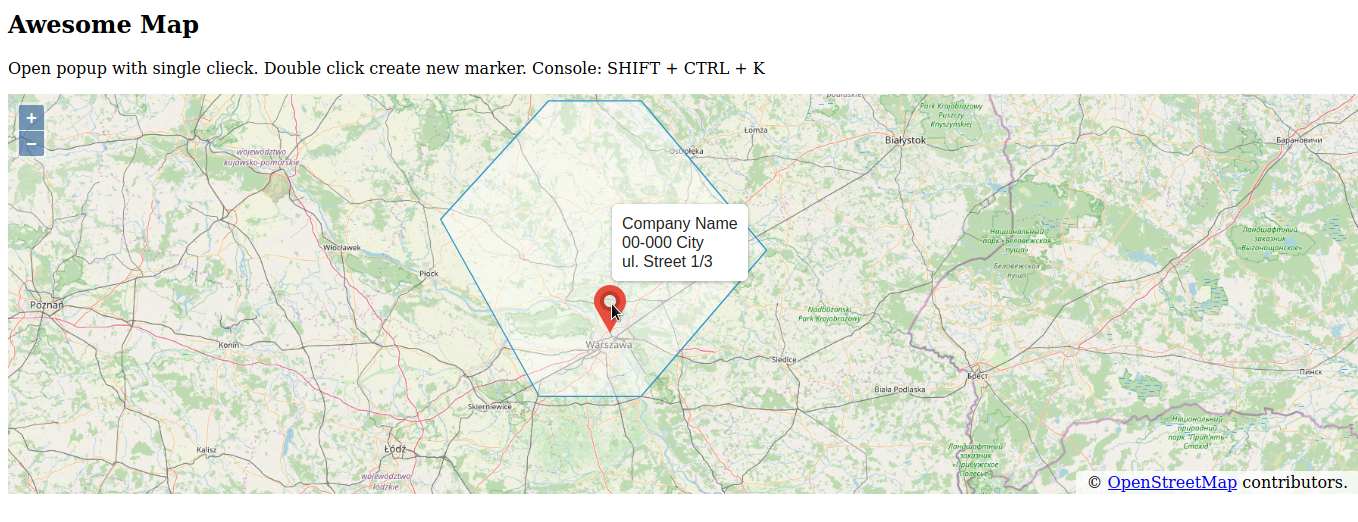 Awesome Map
Open popup with single clieck. Double click create new marker. Console: SHIFT + CTRL + K
+
−
podlaskie
Park Krajobrazowy
Puszczy
Knyszyńskiej
Łomża
Białystok
Барановичи
województwo
kujawsko-pomorskie
Ostrołęka
Company Name
00-000 City
ul. Street 1/3
Włocławek
Национальный
парк "Беловежская
пуща"
Ландшафтный
заказник
"Выгонощанское"
Беловежская
пуща
Płock
Poznań
Nadbużański
Park Krajobrazowy
Konin
Warszawa
Siedlce
Брест
Пинск
Biała Podlaska
Skierniewice
Национальный
природний
парк "Прип'ять-
Стохід"
Kalisz
Łódź
Ландшафтный
заказник
"Прибужское
Полесье"
województwo
łódzkie
© OpenStreetMap contributors.